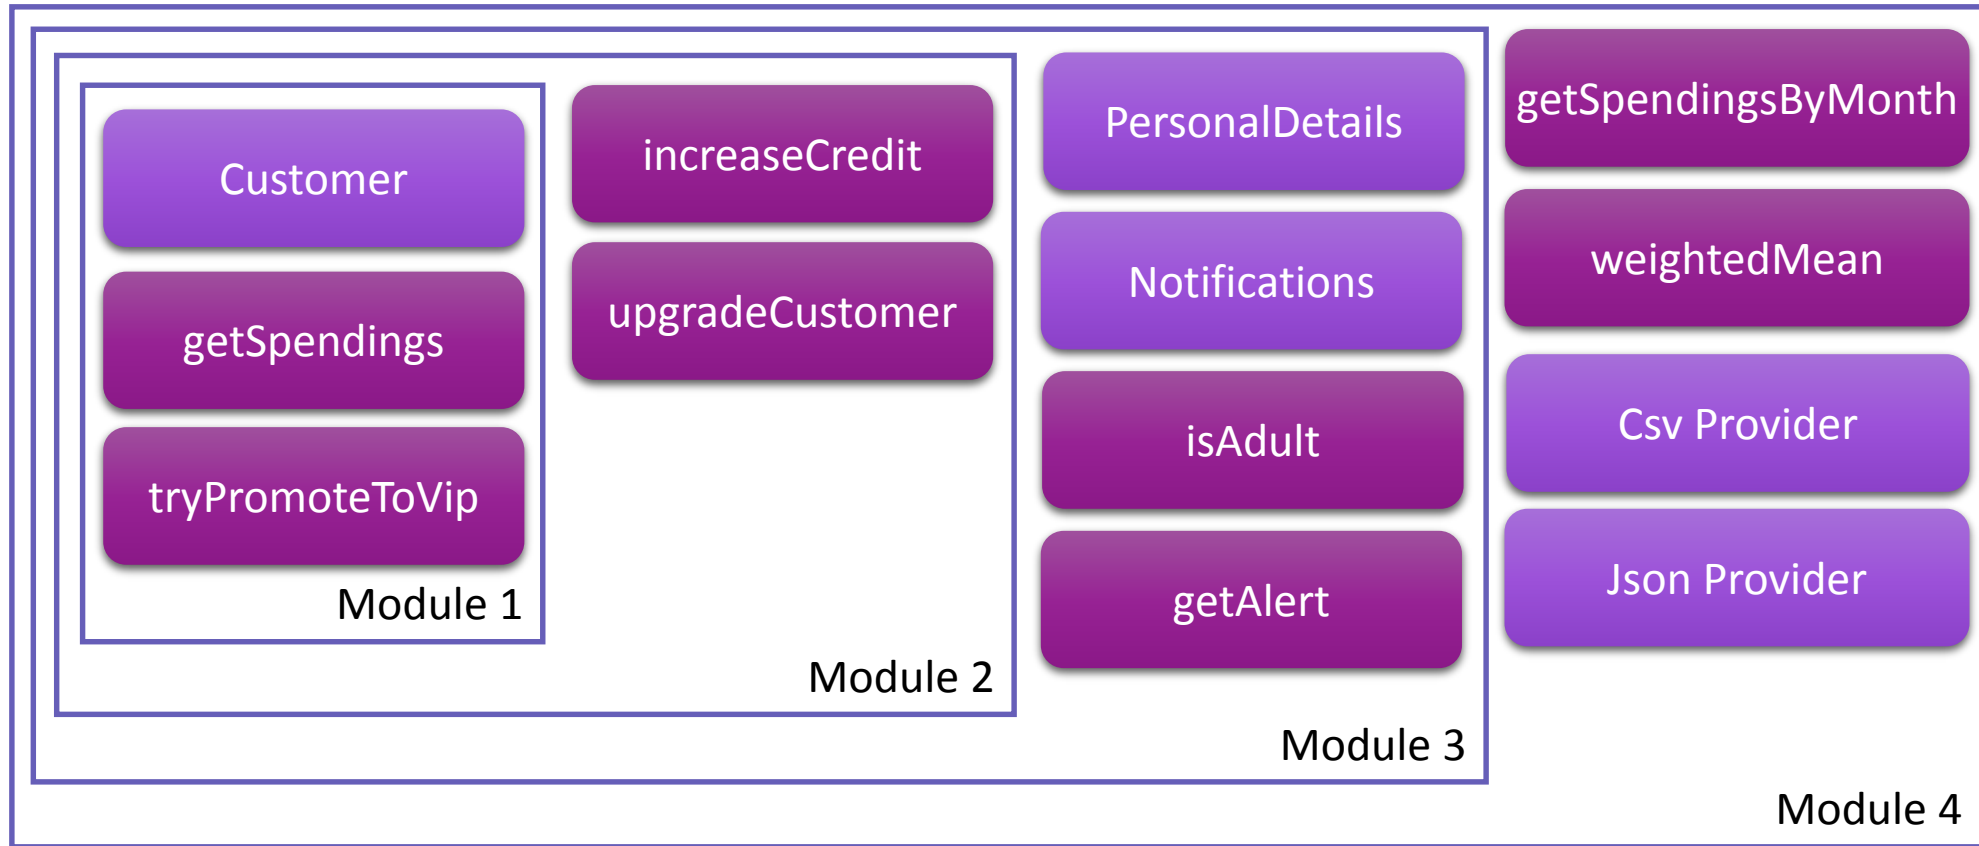 Customer
getSpendings
tryPromoteToVip
Module 1
increaseCredit
upgradeCustomer
Module 2
PersonalDetails
Notifications
isAdult
getAlert
Module 3
getSpendingsByMonth
weightedMean
Csv Provider
Json Provider
Module 4